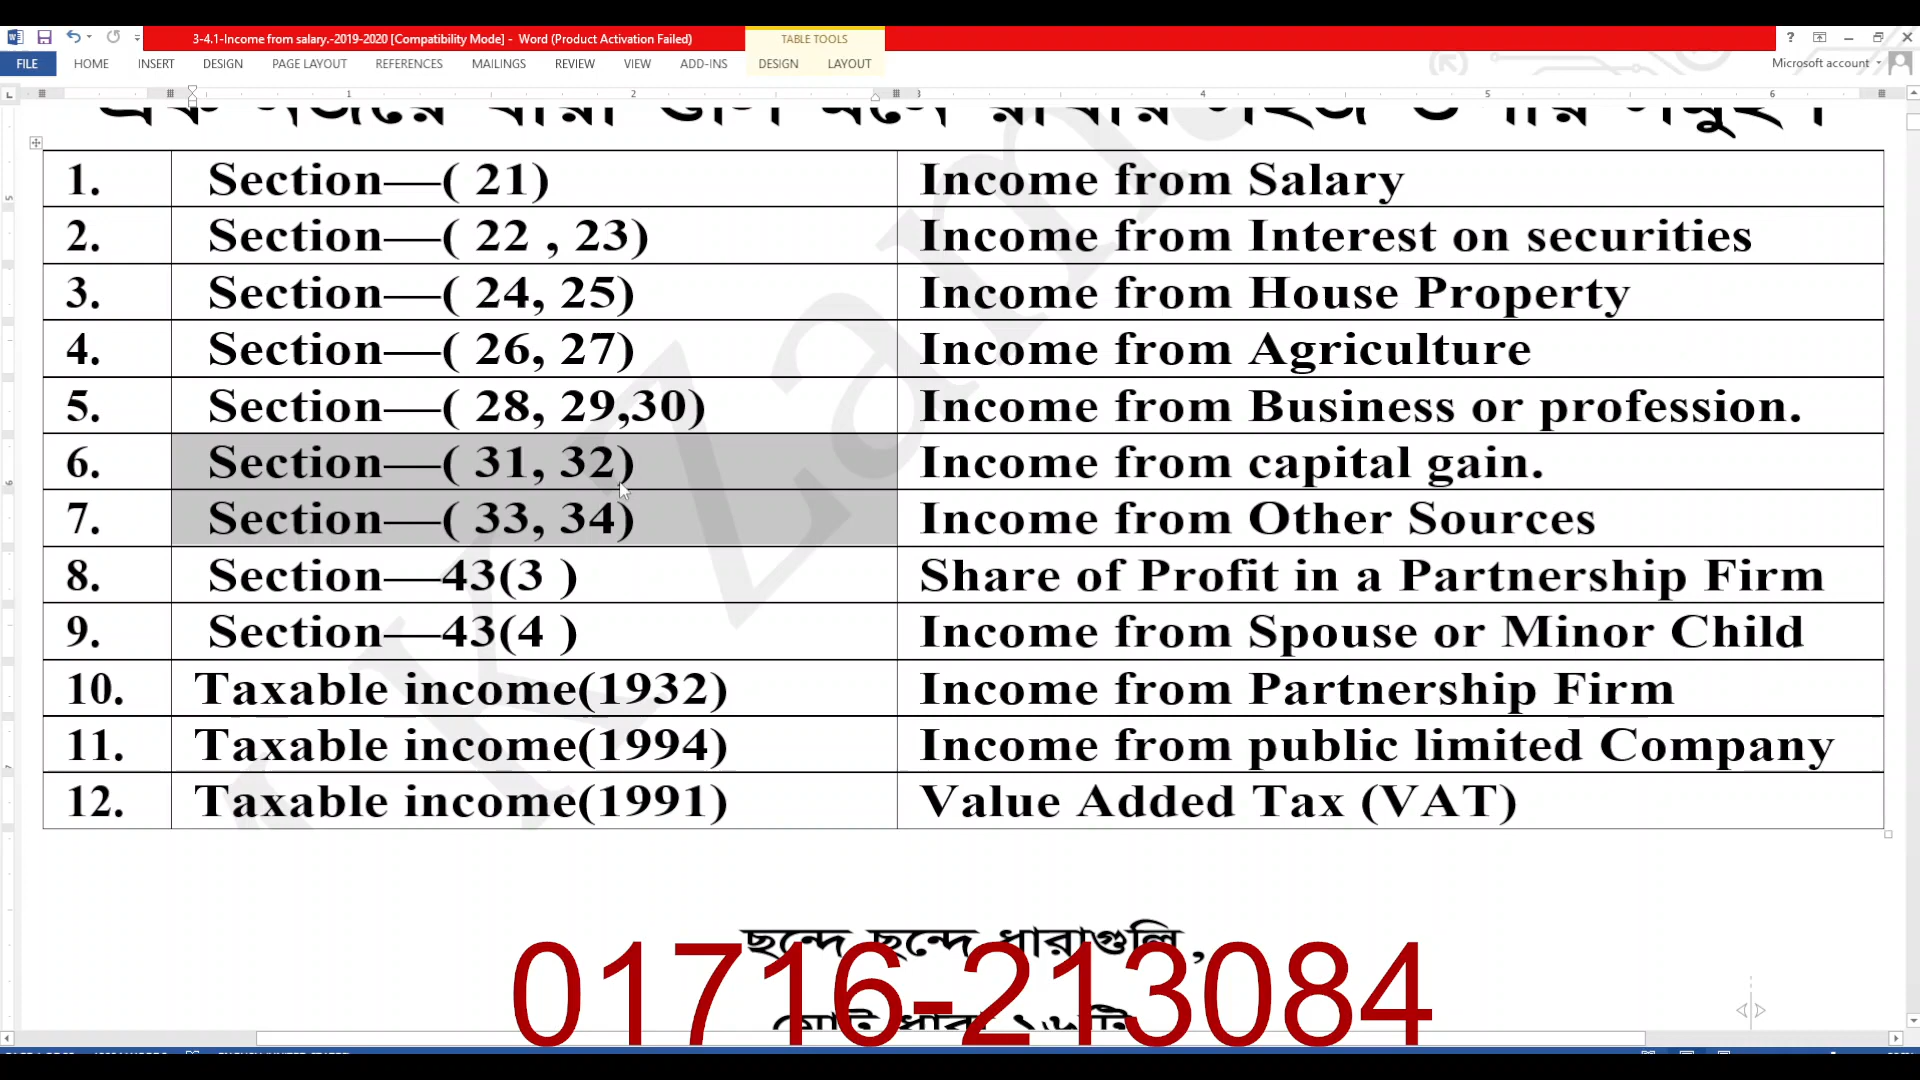 3-4.1-Income from salary.-2019-2020 [Compatibility Mode] - Word (Product Activation Failed)
TABLE TOOLS
FILE HOME INSERT DESIGN PAGE LAYOUT REFERENCES MAILINGS REVIEW VIEW ADD-INS DESIGN LAYOUT Microsoft account
1 2 3 4 5 6
1. Section—( 21) Income from Salary
2. Section—( 22 , 23) Income from Interest on securities
3. Section—( 24, 25) Income from House Property
4. Section—( 26, 27) Income from Agriculture
5. Section—( 28, 29,30) Income from Business or profession.
6. Section—( 31, 32) Income from capital gain.
7. Section—( 33, 34) Income from Other Sources
8. Section—43(3 ) Share of Profit in a Partnership Firm
9. Section—43(4 ) Income from Spouse or Minor Child
10. Taxable income(1932) Income from Partnership Firm
11. Taxable income(1994) Income from public limited Company
12. Taxable income(1991) Value Added Tax (VAT)
ছন্দে ছন্দে ধারাগুলি ,
01716-213084